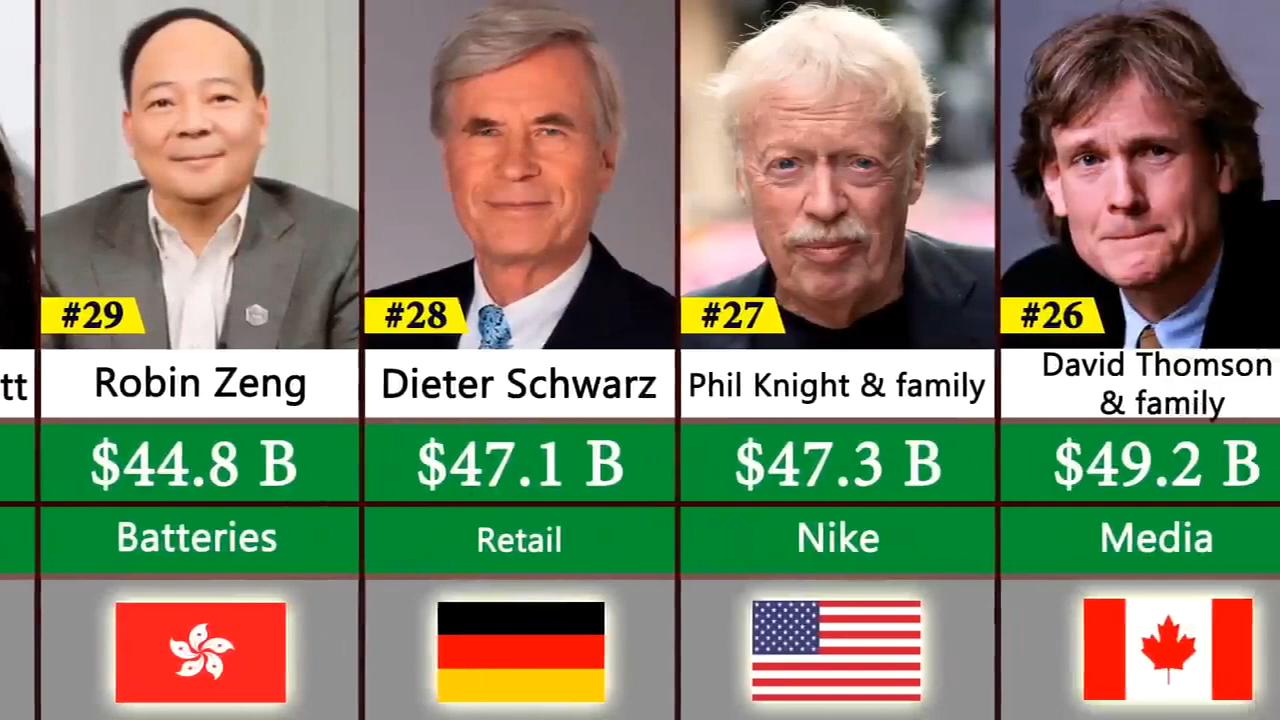 #29
#28
#27
#26
tt
Robin Zeng
Dieter Schwarz
Phil Knight & family
David Thomson
& family
$44.8 B
$47.1 B
$47.3 B
$49.2 B
Batteries
Retail
Nike
Media